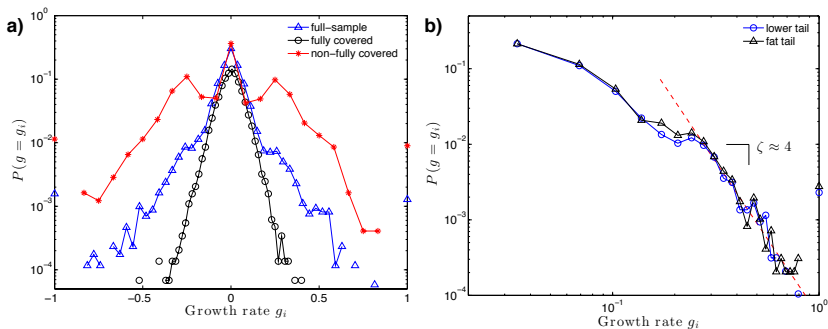 a)
full-sample
fully covered
non-fully covered
10^−1
10^−2
10^−3
10^−4
P(g = g_i)
−1 −0.5 0 0.5 1
Growth rate g_i
b)
lower tail
fat tail
10^0
10^−1
10^−2
10^−3
10^−4
P(g = g_i)
ζ ≈ 4
10^−1 10^0
Growth rate g_i